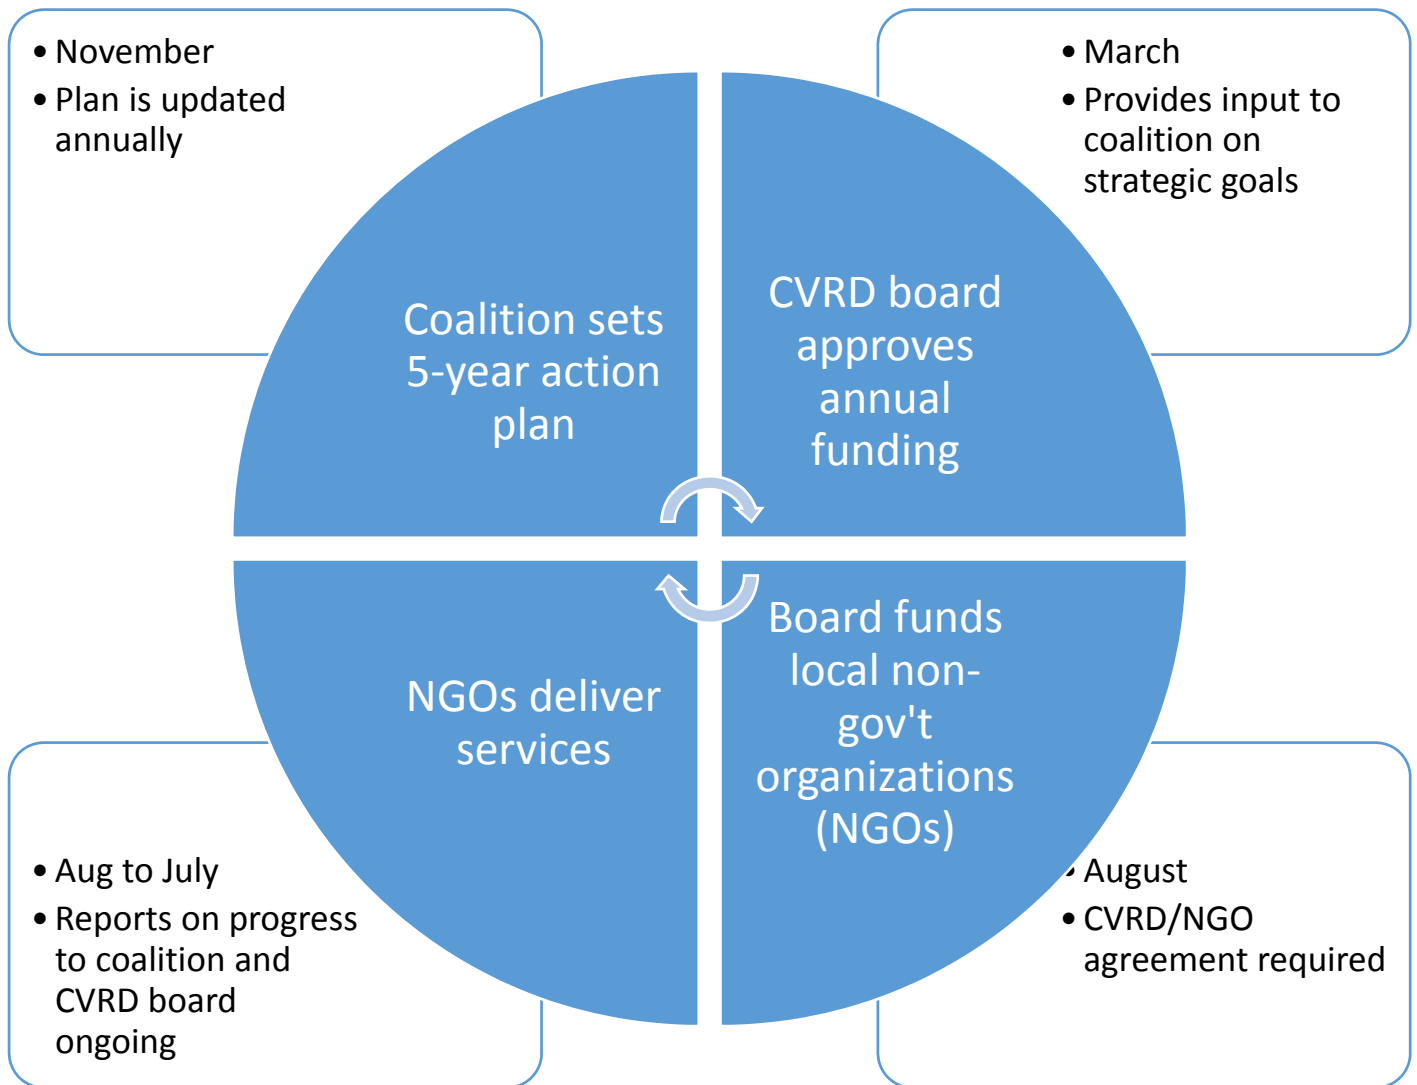 • November
• Plan is updated
annually
• March
• Provides input to
coalition on
strategic goals
Coalition sets
5-year action
plan
CVRD board
approves
annual
funding
NGOs deliver
services
Board funds
local non-
gov't
organizations
(NGOs)
• Aug to July
• Reports on progress
to coalition and
CVRD board
ongoing
• August
• CVRD/NGO
agreement required